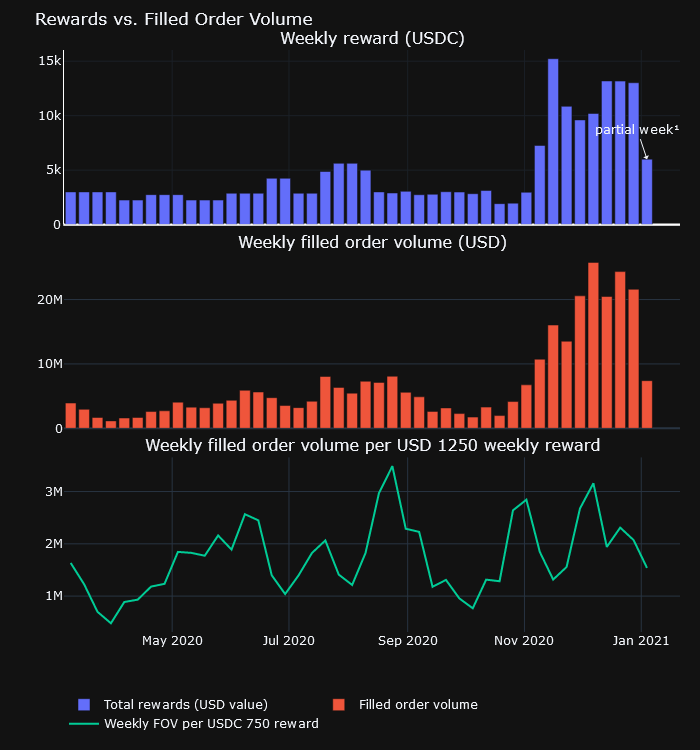 Rewards vs. Filled Order Volume
Weekly reward (USDC)
15k
10k
partial week¹
5k
0
Weekly filled order volume (USD)
20M
10M
0
Weekly filled order volume per USD 1250 weekly reward
3M
2M
1M
May 2020 Jul 2020 Sep 2020 Nov 2020 Jan 2021
Total rewards (USD value) Filled order volume
Weekly FOV per USDC 750 reward